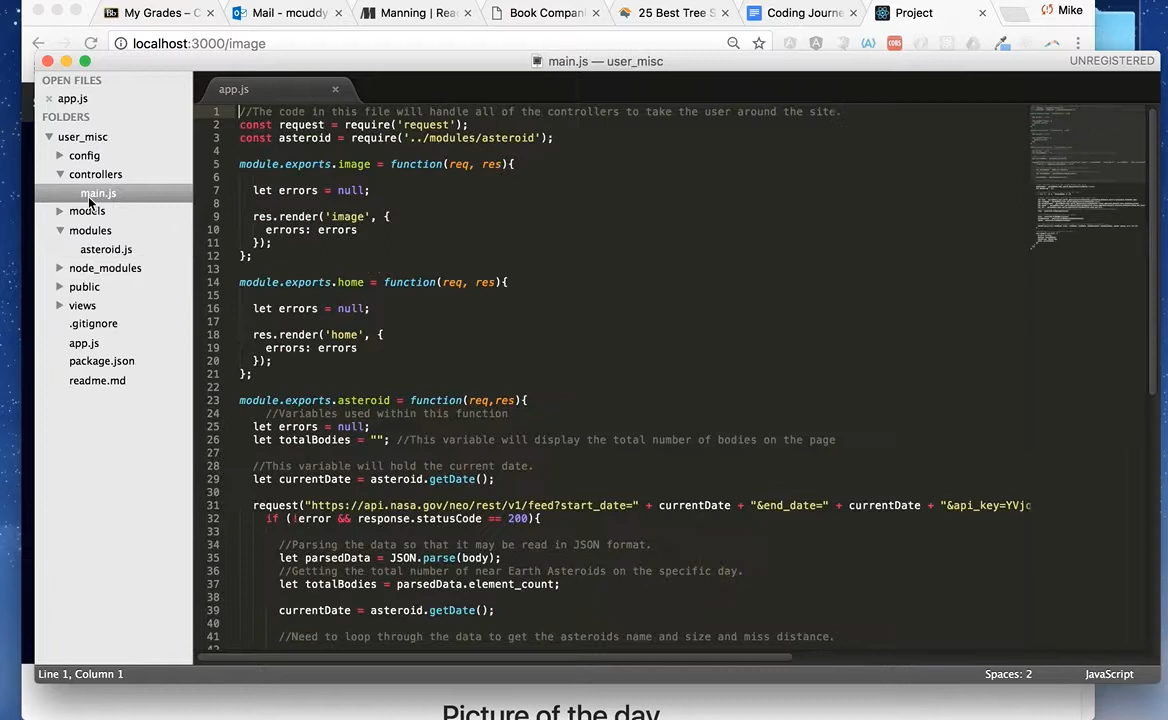 My Grades – C
Mail - mcuddy
Manning | Re
Book Compani
25 Best Tree S
Coding Journe
Project
Mike
localhost:3000/image
main.js — user_misc
UNREGISTERED
OPEN FILES
app.js
FOLDERS
user_misc
config
controllers
main.js
models
modules
asteroid.js
node_modules
public
views
.gitignore
app.js
package.json
readme.md
app.js
1 //The code in this file will handle all of the controllers to take the user around the site.
2 const request = require('request');
3 const asteroid = require('../modules/asteroid');
4
5 module.exports.image = function(req, res){
6
7 let errors = null;
8
9 res.render('image', {
10 errors: errors
11 });
12 };
13
14 module.exports.home = function(req, res){
15
16 let errors = null;
17
18 res.render('home', {
19 errors: errors
20 });
21 };
22
23 module.exports.asteroid = function(req,res){
24 //Variables used within this function
25 let errors = null;
26 let totalBodies = ""; //This variable will display the total number of bodies on the page
27
28 //This variable will hold the current date.
29 let currentDate = asteroid.getDate();
30
31 request("https://api.nasa.gov/neo/rest/v1/feed?start_date=" + currentDate + "&end_date=" + currentDate + "&api_key=YVjc
32 if (!error && response.statusCode == 200){
33
34 //Parsing the data so that it may be read in JSON format.
35 let parsedData = JSON.parse(body);
36 //Getting the total number of near Earth Asteroids on the specific day.
37 let totalBodies = parsedData.element_count;
38
39 currentDate = asteroid.getDate();
40
41 //Need to loop through the data to get the asteroids name and size and miss distance.
Line 1, Column 1
Spaces: 2
JavaScript
Picture of the day